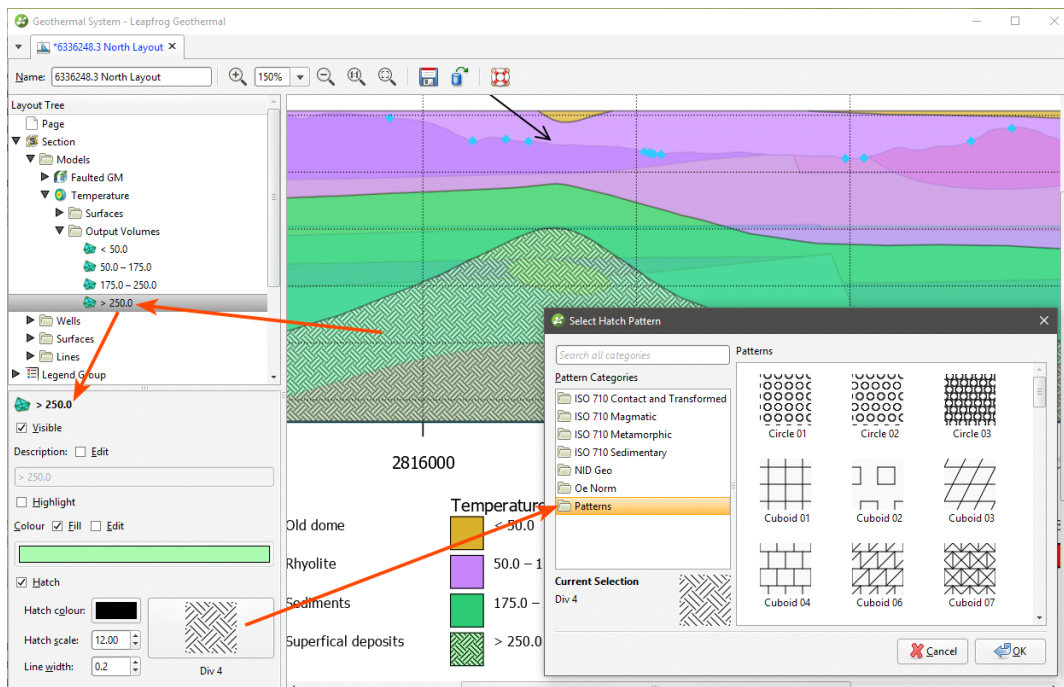 Geothermal System - Leapfrog Geothermal
*6336248.3 North Layout
Name: 6336248.3 North Layout
150%
Layout Tree
Page
Section
Models
Faulted GM
Temperature
Surfaces
Output Volumes
< 50.0
50.0 – 175.0
175.0 – 250.0
> 250.0
Wells
Surfaces
Lines
Legend Group
> 250.0
Visible
Description: Edit
> 250.0
Highlight
Colour Fill Edit
Hatch
Hatch colour:
Hatch scale: 12.00
Line width: 0.2
Div 4
2816000
Temperature
Old dome
< 50.0
Rhyolite
50.0 – 1
Sediments
175.0 –
Superfical deposits
> 250.0
Select Hatch Pattern
Search all categories
Pattern Categories
ISO 710 Contact and Transformed
ISO 710 Magmatic
ISO 710 Metamorphic
ISO 710 Sedimentary
NID Geo
Oe Norm
Patterns
Current Selection
Div 4
Patterns
Circle 01 Circle 02 Circle 03
Cuboid 01 Cuboid 02 Cuboid 03
Cuboid 04 Cuboid 06 Cuboid 07
Cancel OK